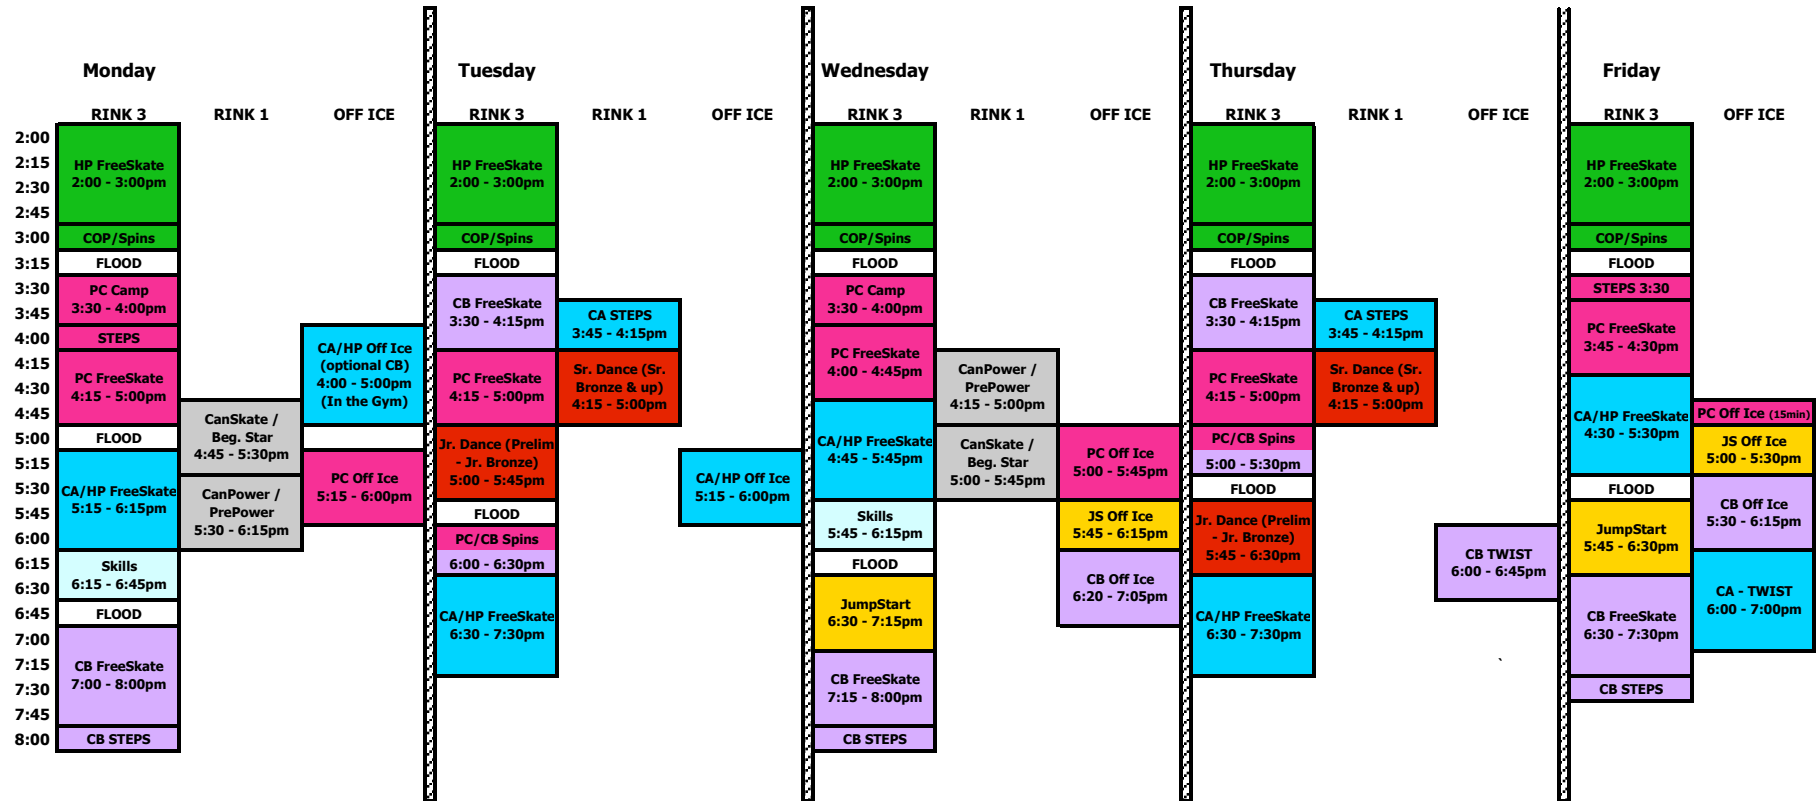 Monday
Tuesday
Wednesday
Thursday
Friday
RINK 3
RINK 1
OFF ICE
RINK 3
RINK 1
OFF ICE
RINK 3
RINK 1
OFF ICE
RINK 3
RINK 1
OFF ICE
RINK 3
OFF ICE
2:00
2:15
2:30
2:45
3:00
3:15
3:30
3:45
4:00
4:15
4:30
4:45
5:00
5:15
5:30
5:45
6:00
6:15
6:30
6:45
7:00
7:15
7:30
7:45
8:00
HP FreeSkate
2:00 - 3:00pm
COP/Spins
FLOOD
PC Camp
3:30 - 4:00pm
STEPS
PC FreeSkate
4:15 - 5:00pm
FLOOD
CA/HP FreeSkate
5:15 - 6:15pm
Skills
6:15 - 6:45pm
FLOOD
CB FreeSkate
7:00 - 8:00pm
CB STEPS
CanSkate /
Beg. Star
4:45 - 5:30pm
CanPower /
PrePower
5:30 - 6:15pm
CA/HP Off Ice
(optional CB)
4:00 - 5:00pm
(In the Gym)
PC Off Ice
5:15 - 6:00pm
HP FreeSkate
2:00 - 3:00pm
COP/Spins
FLOOD
CB FreeSkate
3:30 - 4:15pm
PC FreeSkate
4:15 - 5:00pm
Jr. Dance (Prelim
- Jr. Bronze)
5:00 - 5:45pm
FLOOD
PC/CB Spins
6:00 - 6:30pm
CA/HP FreeSkate
6:30 - 7:30pm
CA STEPS
3:45 - 4:15pm
Sr. Dance (Sr.
Bronze & up)
4:15 - 5:00pm
CA/HP Off Ice
5:15 - 6:00pm
HP FreeSkate
2:00 - 3:00pm
COP/Spins
FLOOD
PC Camp
3:30 - 4:00pm
PC FreeSkate
4:00 - 4:45pm
CA/HP FreeSkate
4:45 - 5:45pm
Skills
5:45 - 6:15pm
FLOOD
JumpStart
6:30 - 7:15pm
CB FreeSkate
7:15 - 8:00pm
CB STEPS
CanPower /
PrePower
4:15 - 5:00pm
CanSkate /
Beg. Star
5:00 - 5:45pm
PC Off Ice
5:00 - 5:45pm
JS Off Ice
5:45 - 6:15pm
CB Off Ice
6:20 - 7:05pm
HP FreeSkate
2:00 - 3:00pm
COP/Spins
FLOOD
CB FreeSkate
3:30 - 4:15pm
PC FreeSkate
4:15 - 5:00pm
PC/CB Spins
5:00 - 5:30pm
FLOOD
Jr. Dance (Prelim
- Jr. Bronze)
5:45 - 6:30pm
CA/HP FreeSkate
6:30 - 7:30pm
CA STEPS
3:45 - 4:15pm
Sr. Dance (Sr.
Bronze & up)
4:15 - 5:00pm
CB TWIST
6:00 - 6:45pm
`
HP FreeSkate
2:00 - 3:00pm
COP/Spins
FLOOD
STEPS 3:30
PC FreeSkate
3:45 - 4:30pm
CA/HP FreeSkate
4:30 - 5:30pm
FLOOD
JumpStart
5:45 - 6:30pm
CB FreeSkate
6:30 - 7:30pm
CB STEPS
PC Off Ice (15min)
JS Off Ice
5:00 - 5:30pm
CB Off Ice
5:30 - 6:15pm
CA - TWIST
6:00 - 7:00pm